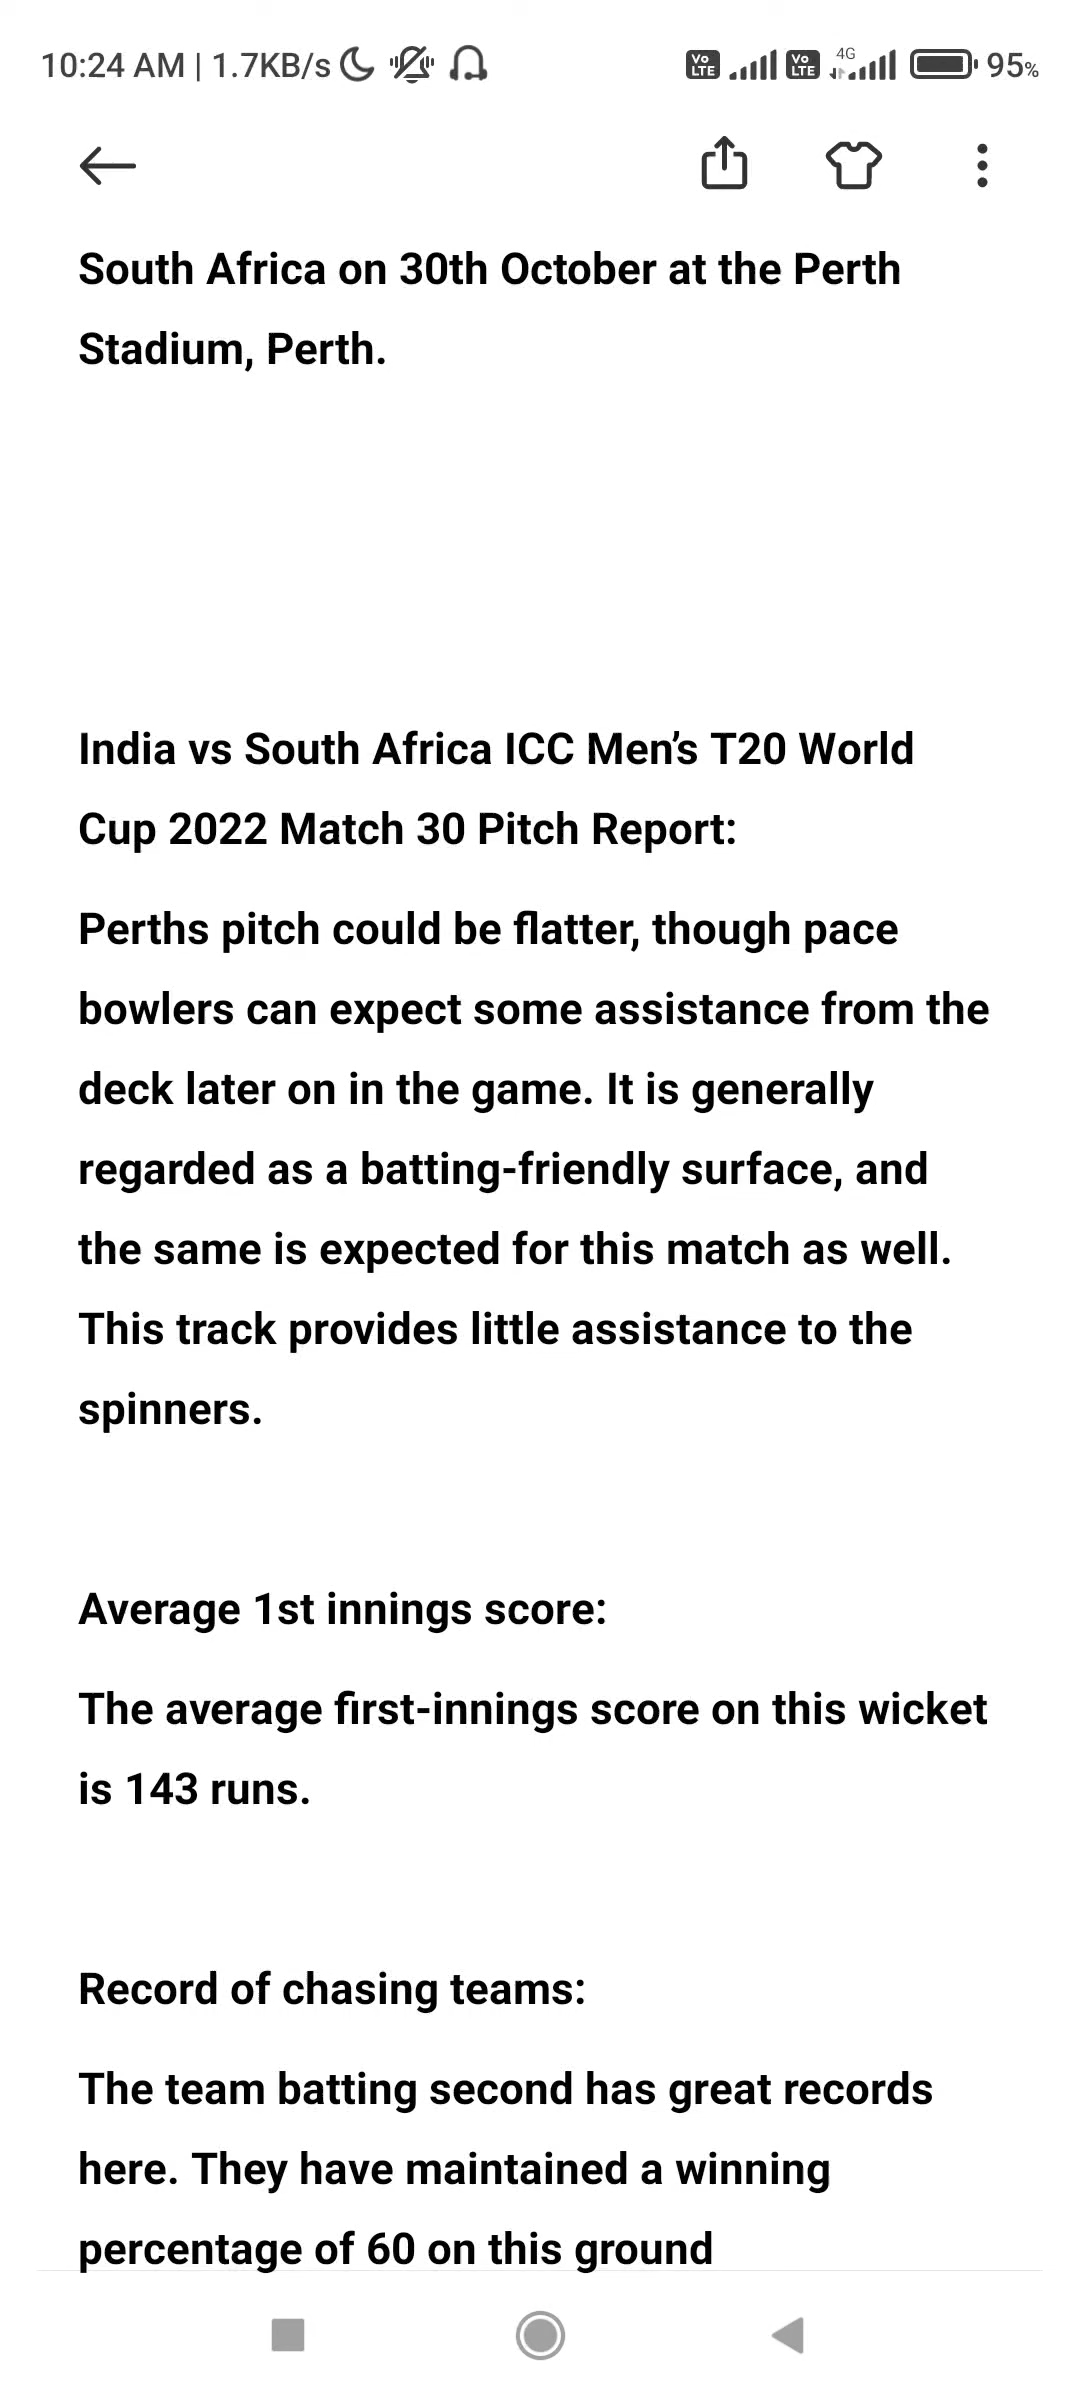 10:24 AM | 1.7KB/s Vo LTE Vo LTE 4G 95%
South Africa on 30th October at the Perth
Stadium, Perth.
India vs South Africa ICC Men’s T20 World
Cup 2022 Match 30 Pitch Report:
Perths pitch could be flatter, though pace
bowlers can expect some assistance from the
deck later on in the game. It is generally
regarded as a batting-friendly surface, and
the same is expected for this match as well.
This track provides little assistance to the
spinners.
Average 1st innings score:
The average first-innings score on this wicket
is 143 runs.
Record of chasing teams:
The team batting second has great records
here. They have maintained a winning
percentage of 60 on this ground